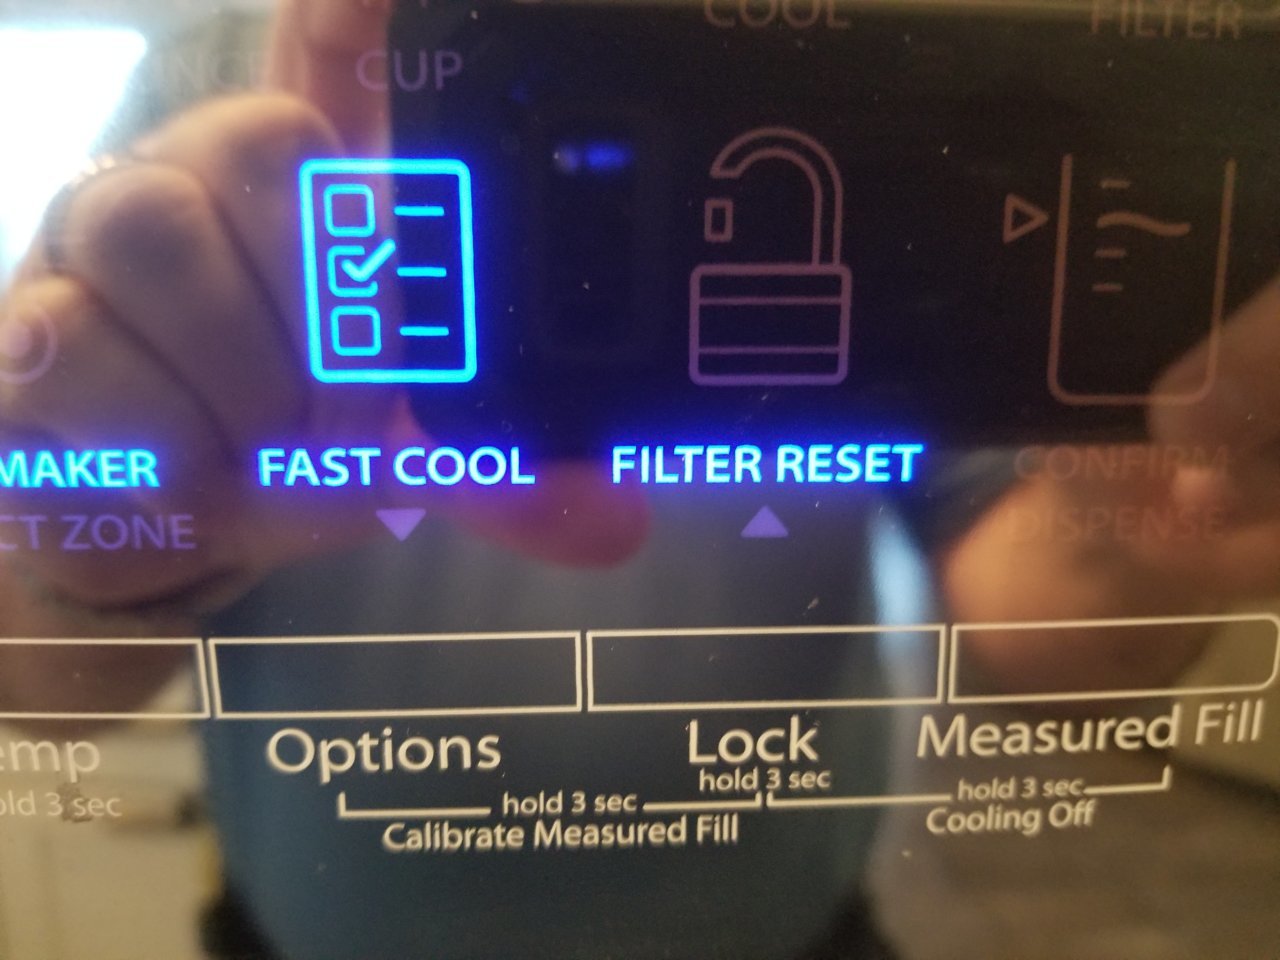 COOL
FILTER
CUP
MAKER
FAST COOL
FILTER RESET
CONFIRM
DISPENSE
CT ZONE
emp
Options
Lock
Measured Fill
hold 3 sec
old 3 sec
hold 3 sec
hold 3 sec
Calibrate Measured Fill
Cooling Off